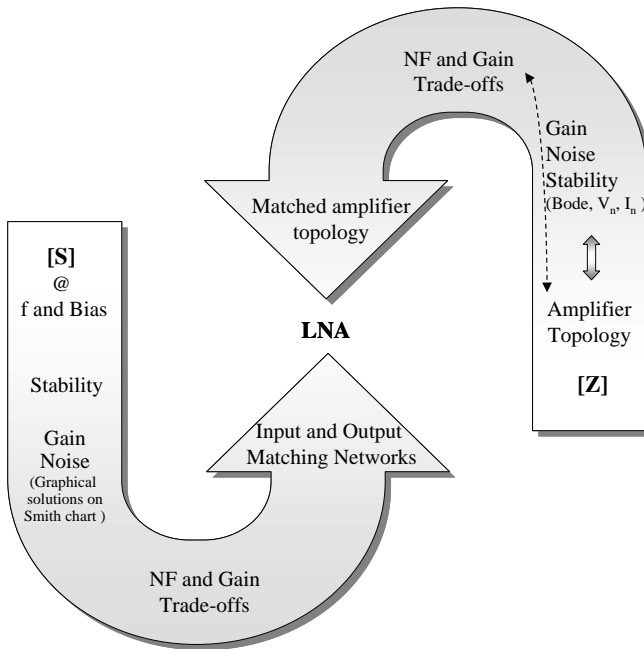 NF and Gain
Trade-offs
Gain
Noise
Stability
(Bode, Vn, In )
Matched amplifier
topology
[S]
@
f and Bias
Amplifier
Topology
LNA
[Z]
Stability
Gain
Noise
(Graphical
solutions on
Smith chart )
Input and Output
Matching Networks
NF and Gain
Trade-offs